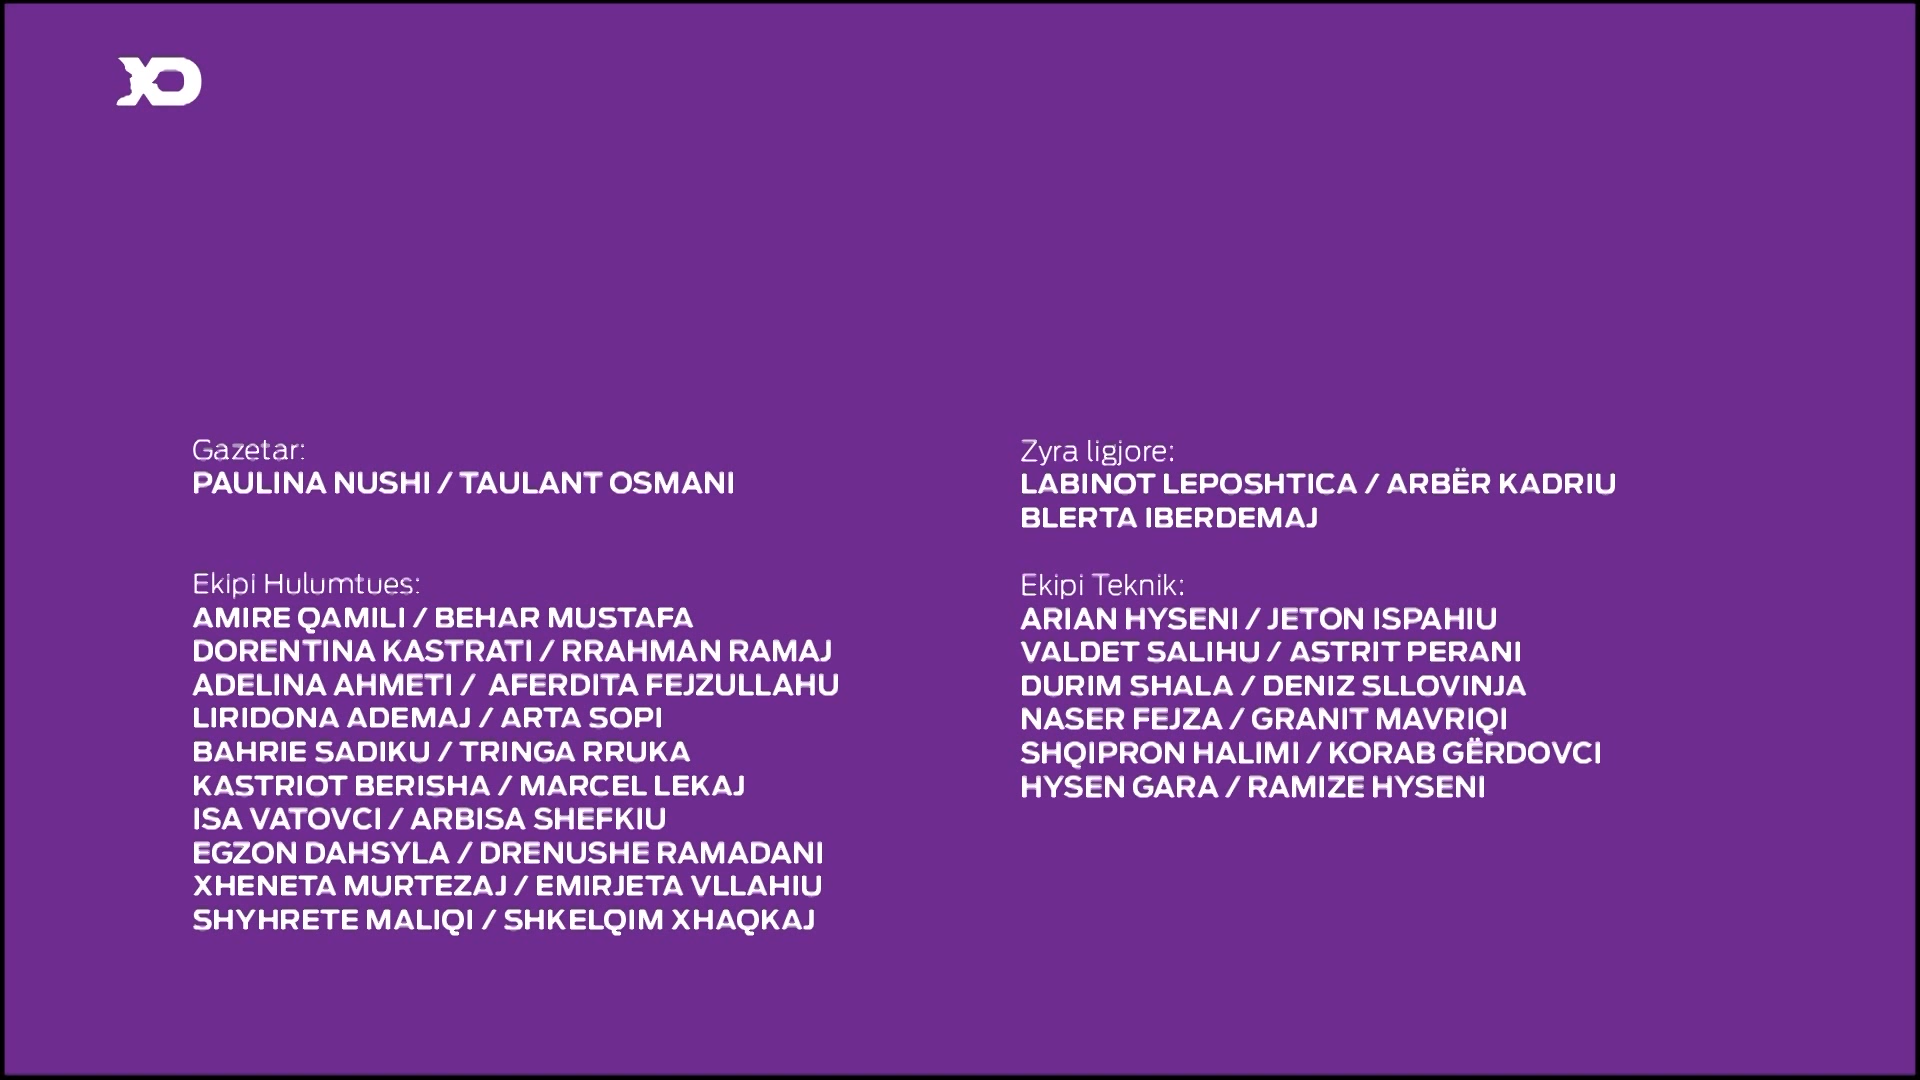 XD
Gazetar:
PAULINA NUSHI / TAULANT OSMANI
Ekipi Hulumtues:
AMIRE QAMILI / BEHAR MUSTAFA
DORENTINA KASTRATI / RRAHMAN RAMAJ
ADELINA AHMETI / AFERDITA FEJZULLAHU
LIRIDONA ADEMAJ / ARTA SOPI
BAHRIE SADIKU / TRINGA RRUKA
KASTRIOT BERISHA / MARCEL LEKAJ
ISA VATOVCI / ARBISA SHEFKIU
EGZON DAHSYLA / DRENUSHE RAMADANI
XHENETA MURTEZAJ / EMIRJETA VLLAHIU
SHYHRETE MALIQI / SHKELQIM XHAQKAJ
Zyra ligjore:
LABINOT LEPOSHTICA / ARBËR KADRIU
BLERTA IBERDEMAJ
Ekipi Teknik:
ARIAN HYSENI / JETON ISPAHIU
VALDET SALIHU / ASTRIT PERANI
DURIM SHALA / DENIZ SLLOVINJA
NASER FEJZA / GRANIT MAVRIQI
SHQIPRON HALIMI / KORAB GËRDOVCI
HYSEN GARA / RAMIZE HYSENI